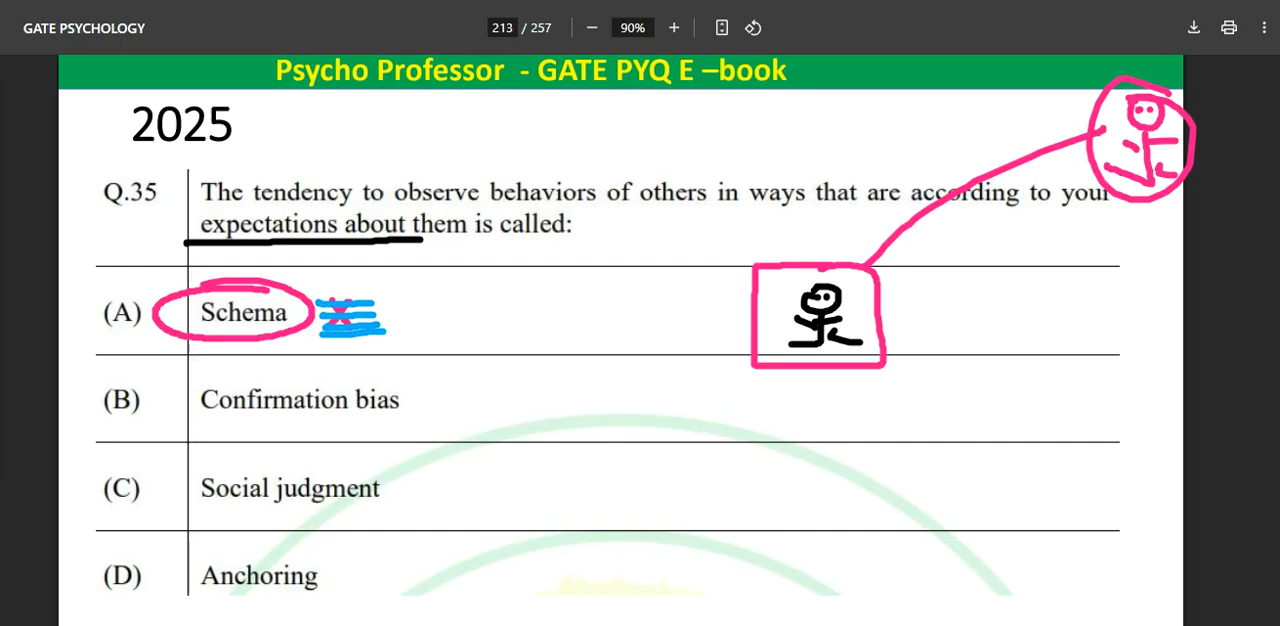 GATE PSYCHOLOGY 213 / 257 90%
Psycho Professor - GATE PYQ E –book
2025
Q.35 The tendency to observe behaviors of others in ways that are according to your
expectations about them is called:
(A) Schema
(B) Confirmation bias
(C) Social judgment
(D) Anchoring